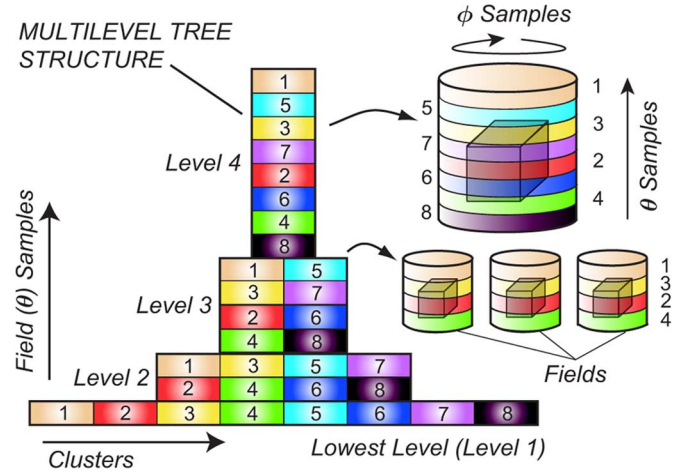 MULTILEVEL TREE
STRUCTURE
ϕ Samples
Level 4
1
5
3
7
2
6
4
8
5
7
6
8
1
3
2
4
θ Samples
Field (θ) Samples
Level 3
1 5
3 7
2 6
4 8
1
3
2
4
Fields
Level 2
1 3 5 7
2 4 6 8
1 2 3 4 5 6 7 8
Clusters
Lowest Level (Level 1)